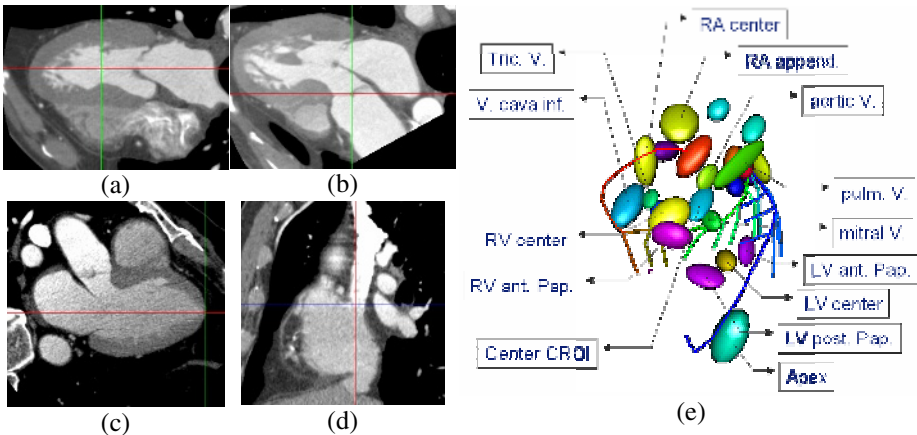 RA center
Tric. V.
RA append.
V. cava inf.
aortic V.
(a)
(b)
pulm. V.
mitral V.
RV center
LV ant. Pap.
RV ant. Pap.
LV center
LV post. Pap.
Center CROI
Apex
(c)
(d)
(e)